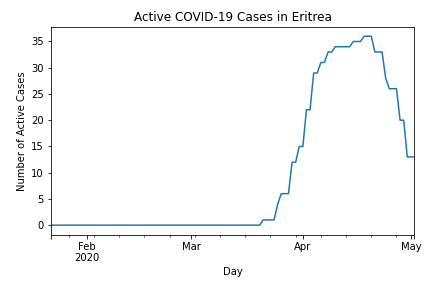 Active COVID-19 Cases in Eritrea
Number of Active Cases
35
30
25
20
15
10
5
0
Feb Mar Apr May
2020
Day